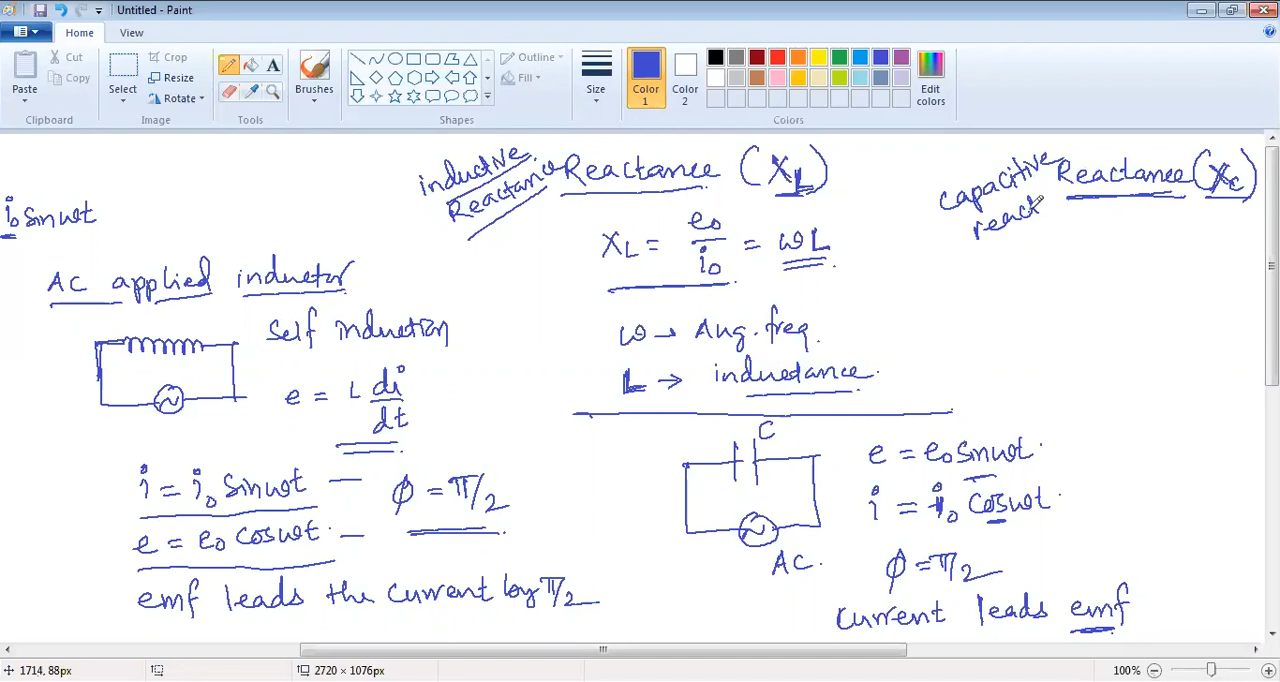 Untitled - Paint
Home View
Paste
Cut
Copy
Clipboard
Select
Crop
Resize
Rotate
Image
Tools
Brushes
Shapes
Outline
Fill
Size
Color 1
Color 2
Edit colors
Colors
i₀ sinωt
AC applied inductor
Self induction
e = L di/dt
i = i₀ sinωt
e = e₀ cosωt
ϕ = π/2
emf leads the current by π/2
inductive Reactance
Reactance (XL)
XL = e₀/i₀ = ωL
ω → Ang. freq.
L → inductance.
C
AC.
e = e₀ sinωt.
i = i₀ cosωt.
ϕ = π/2
current leads emf
capacitive react
Reactance (Xc)
1714, 88px
2720 × 1076px
100%